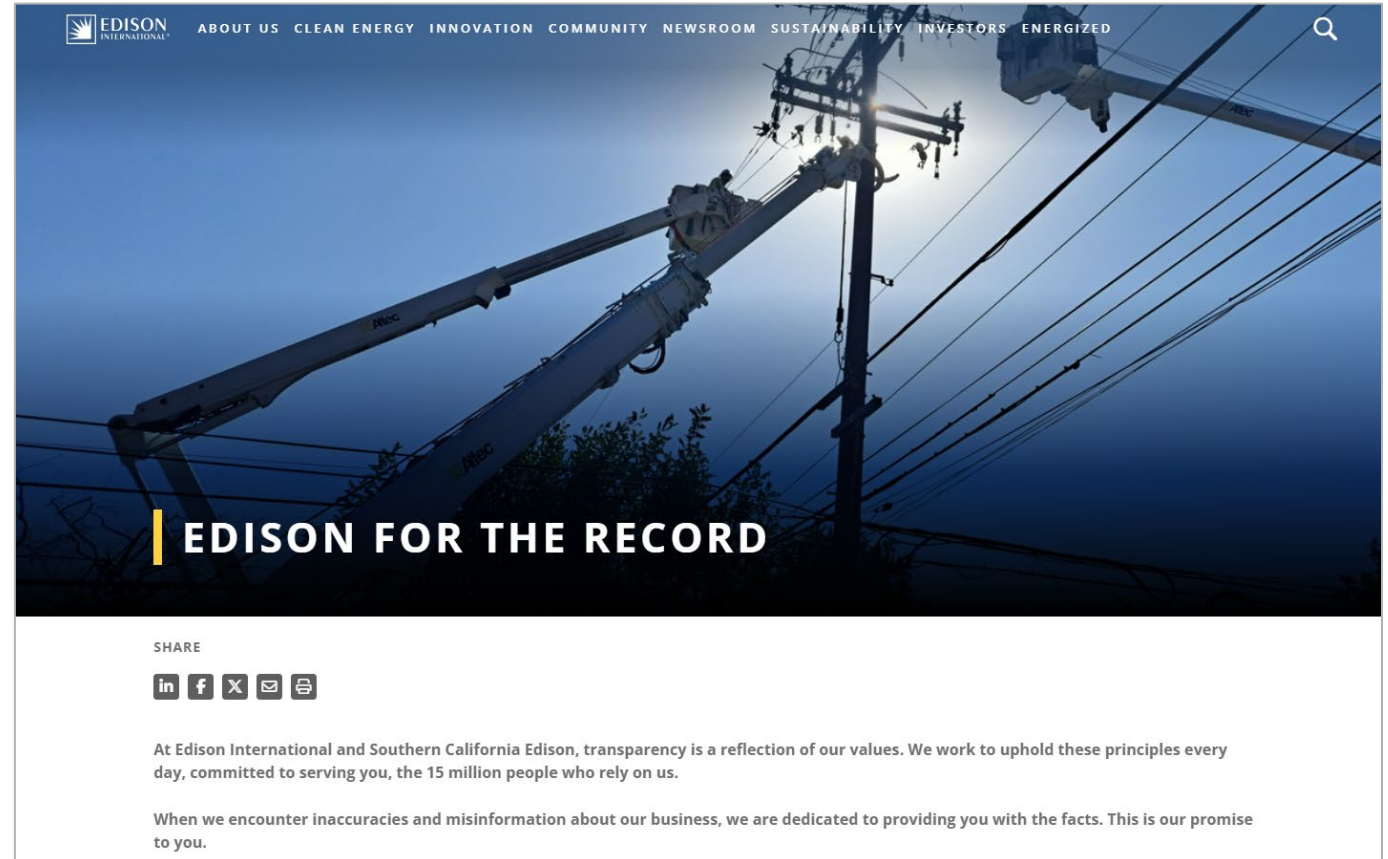 EDISON
INTERNATIONAL®
ABOUT US CLEAN ENERGY INNOVATION COMMUNITY NEWSROOM SUSTAINABILITY INVESTORS ENERGIZED
Altec
Altec
Altec
EDISON FOR THE RECORD
SHARE
At Edison International and Southern California Edison, transparency is a reflection of our values. We work to uphold these principles every
day, committed to serving you, the 15 million people who rely on us.
When we encounter inaccuracies and misinformation about our business, we are dedicated to providing you with the facts. This is our promise
to you.